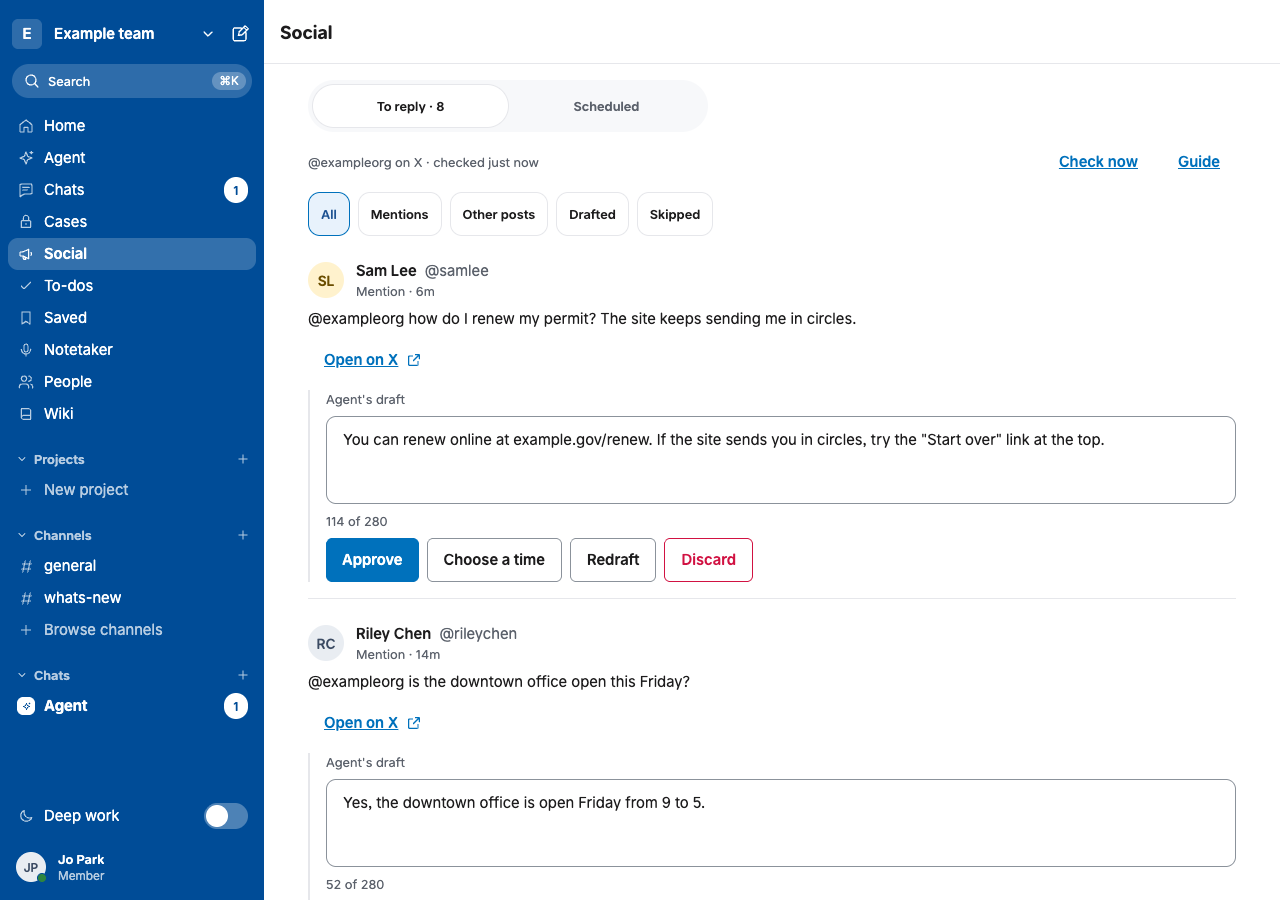 E Example team
Search ⌘K
Home
Agent
Chats 1
Cases
Social
To-dos
Saved
Notetaker
People
Wiki
Projects
New project
Channels
# general
# whats-new
Browse channels
Chats
Agent 1
Deep work
JP Jo Park
Member
Social
To reply · 8 Scheduled
@exampleorg on X · checked just now Check now Guide
All Mentions Other posts Drafted Skipped
SL Sam Lee @samlee
Mention · 6m
@exampleorg how do I renew my permit? The site keeps sending me in circles.
Open on X
Agent's draft
You can renew online at example.gov/renew. If the site sends you in circles, try the "Start over" link at the top.
114 of 280
Approve Choose a time Redraft Discard
RC Riley Chen @rileychen
Mention · 14m
@exampleorg is the downtown office open this Friday?
Open on X
Agent's draft
Yes, the downtown office is open Friday from 9 to 5.
52 of 280